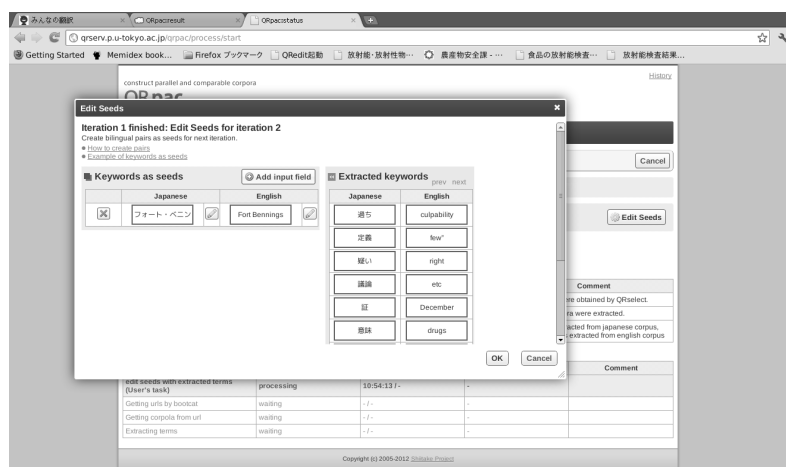 みんなの翻訳
QRpac:result
QRpac:status
qrserv.p.u-tokyo.ac.jp/qrpac/process/start
Getting Started
Memidex book...
Firefox ブックマーク
QRedit起動
放射能・放射性物…
農産物安全課 - …
食品の放射能検査…
放射能検査結果...
History
construct parallel and comparable corpora
QRpac
Edit Seeds
Iteration 1 finished: Edit Seeds for iteration 2
Create bilingual pairs as seeds for next iteration.
How to create pairs
Example of keywords as seeds
Cancel
Keywords as seeds
Add input field
Japanese English
フォート・ベニン Fort Bennings
Extracted keywords prev next
Japanese English
過ち culpability
定義 few"
疑い right
議論 etc
証 December
意味 drugs
Edit Seeds
Comment
re obtained by QRselect.
ra were extracted.
acted from japanese corpus,
extracted from english corpus
OK Cancel
Comment
edit seeds with extracted terms
(User's task) processing 10:54:13 / - -
Getting urls by bootcat waiting - / - -
Getting corpola from url waiting - / - -
Extracting terms waiting - / - -
Copyright (c) 2005-2012 Shitake Project